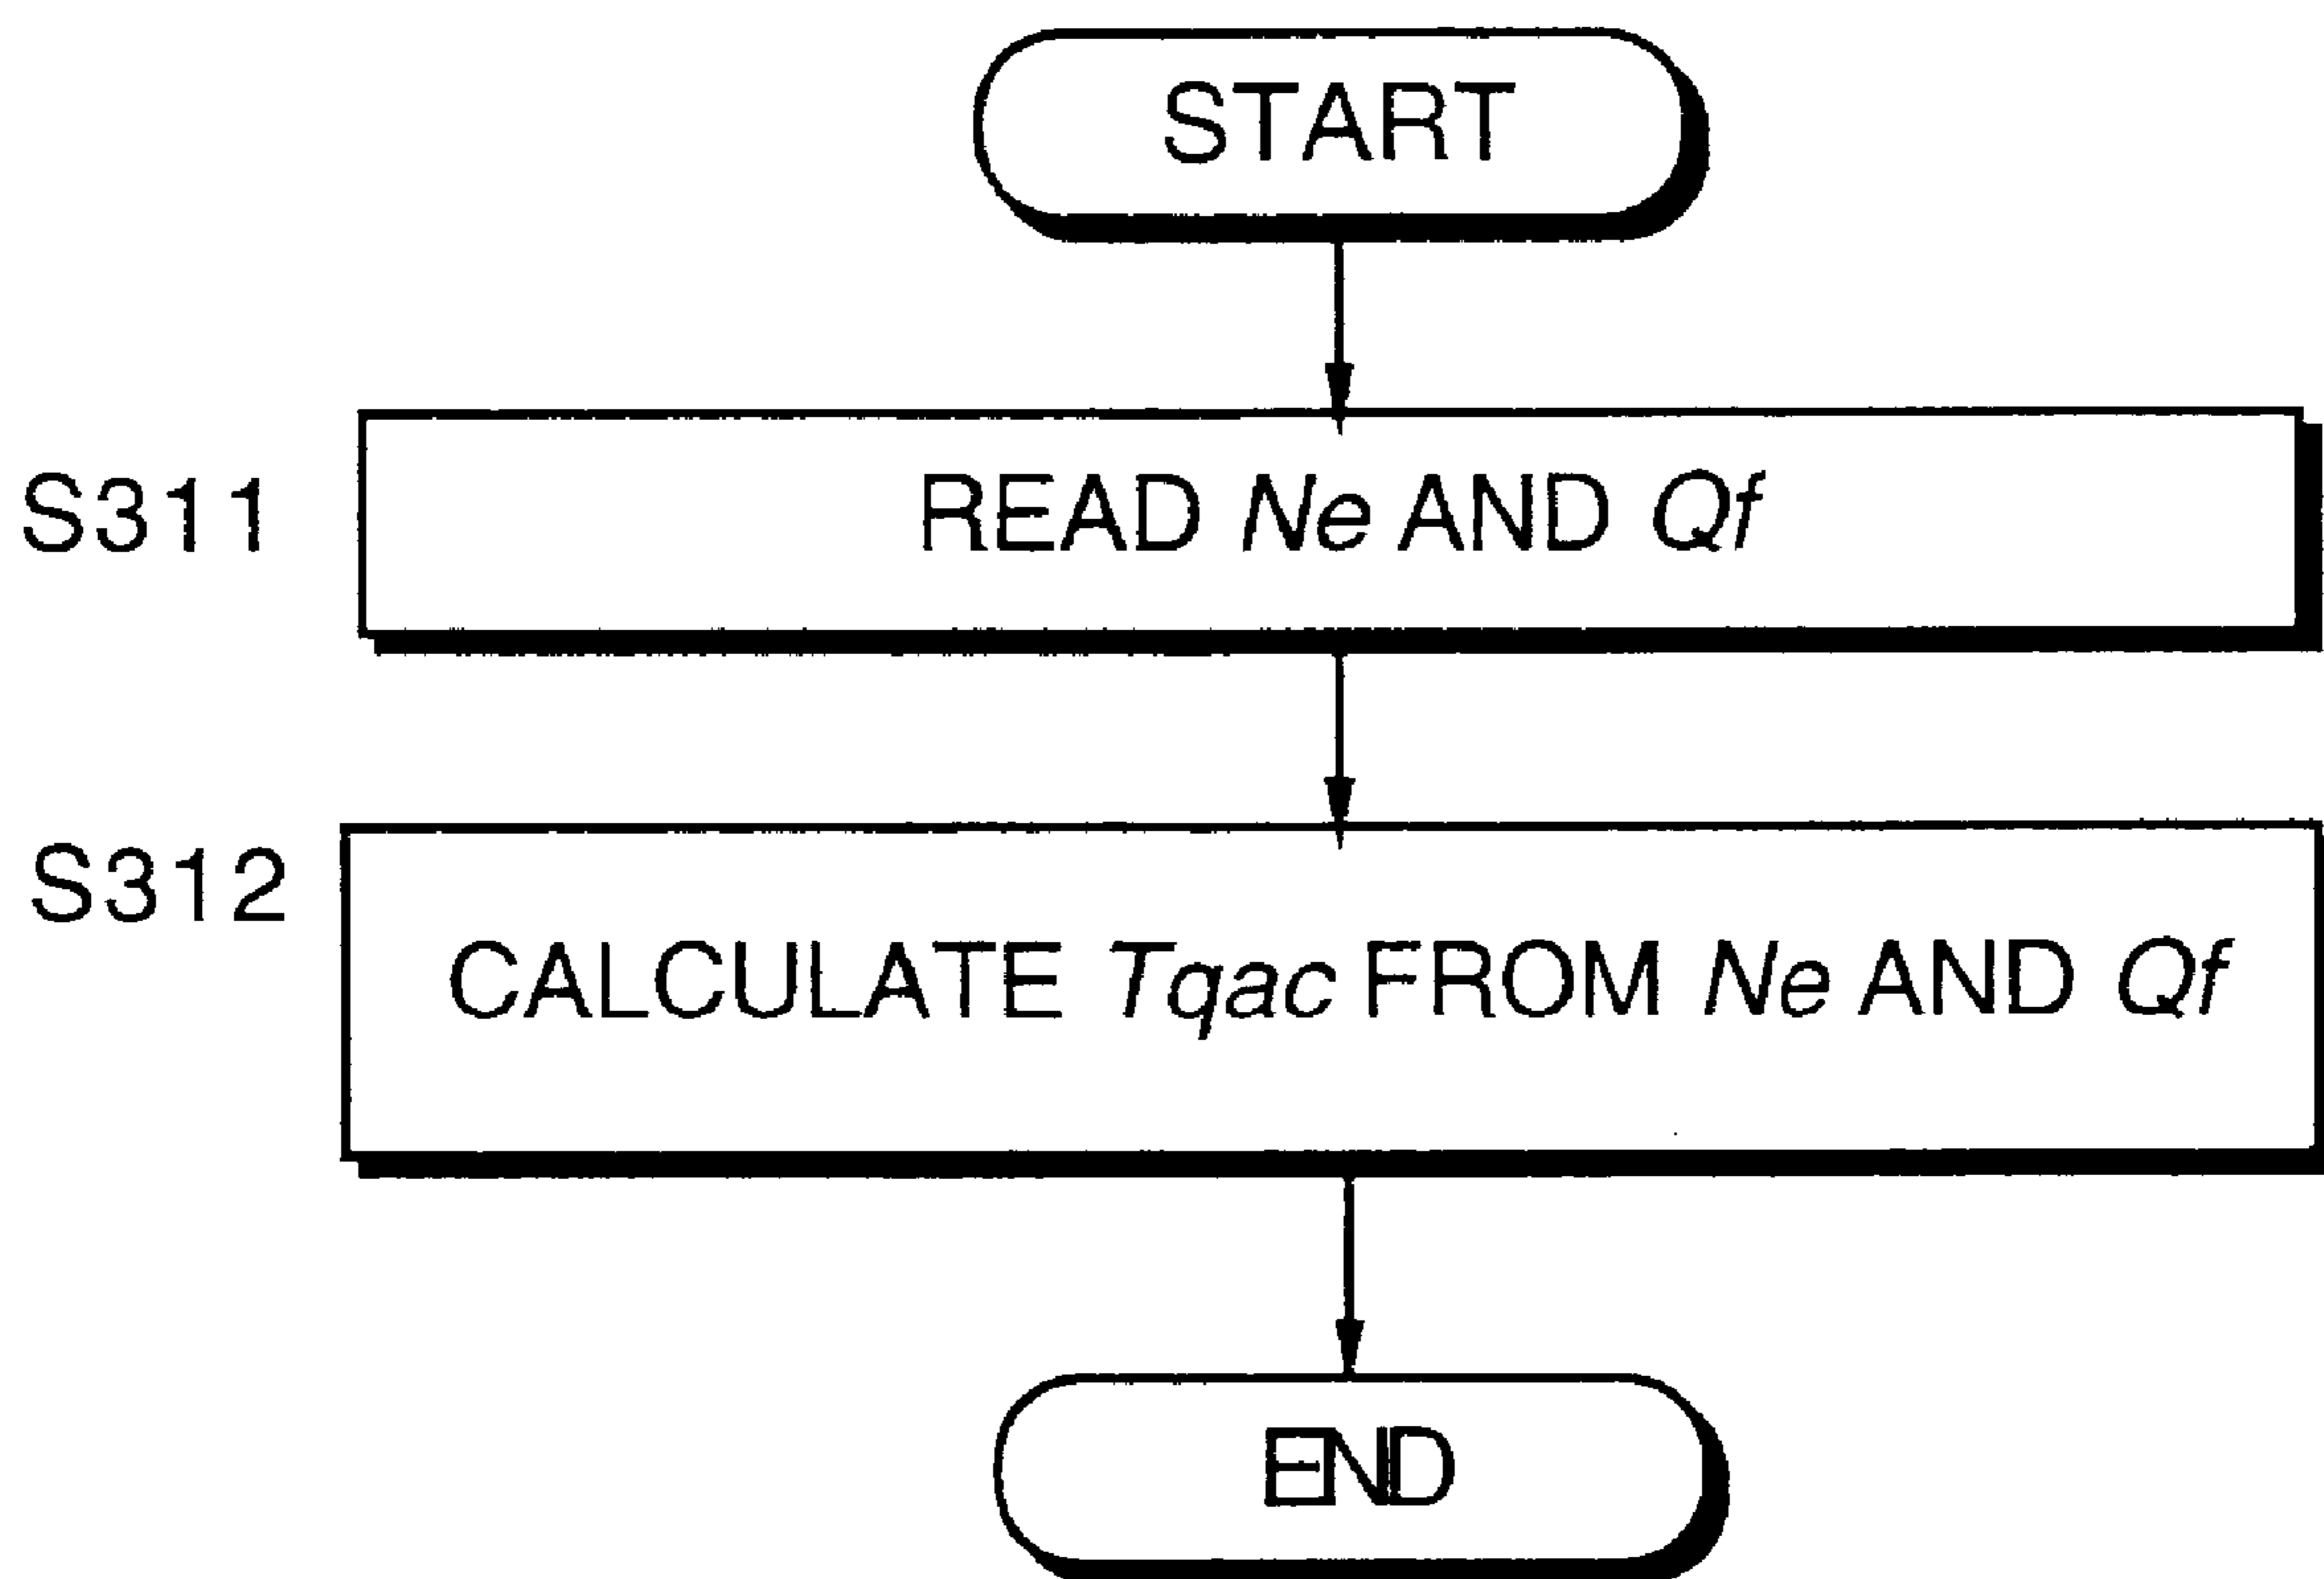 START
S311
READ Ne AND Qf
S312
CALCULATE Tqac FROM Ne AND Qf
END